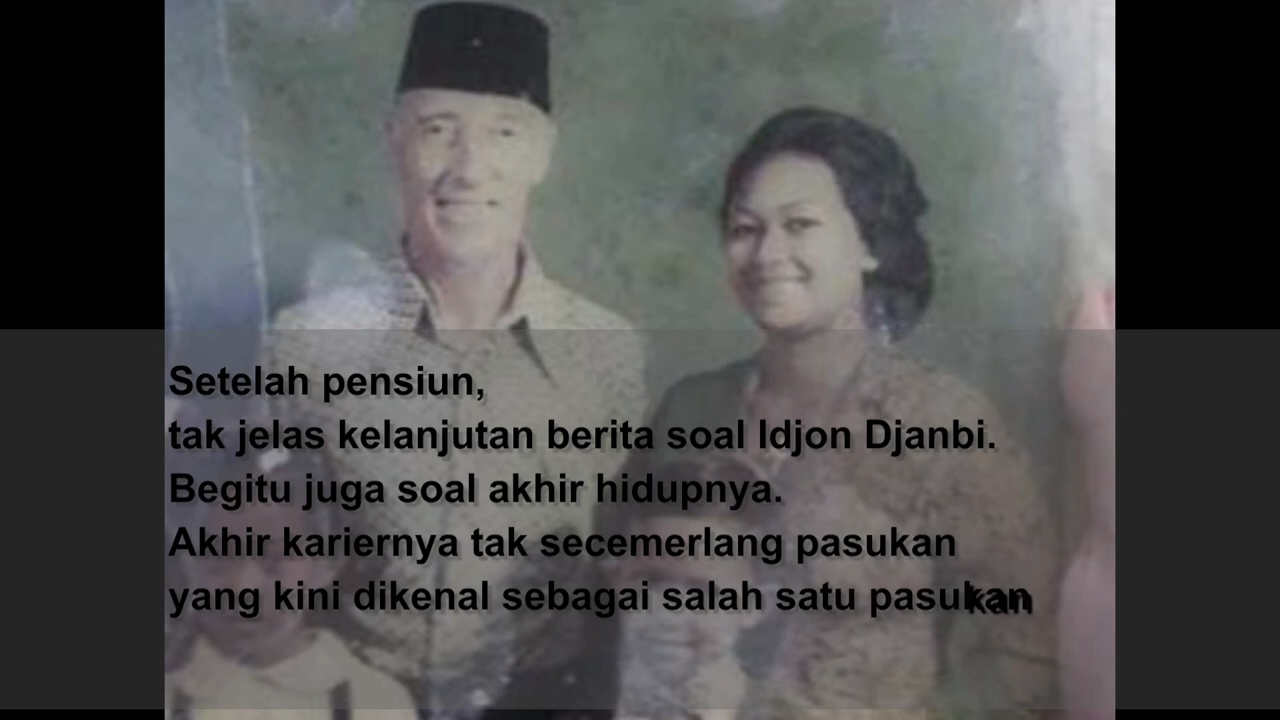 Setelah pensiun,
tak jelas kelanjutan berita soal Idjon Djanbi.
Begitu juga soal akhir hidupnya.
Akhir kariernya tak secemerlang pasukan
yang kini dikenal sebagai salah satu pasukan